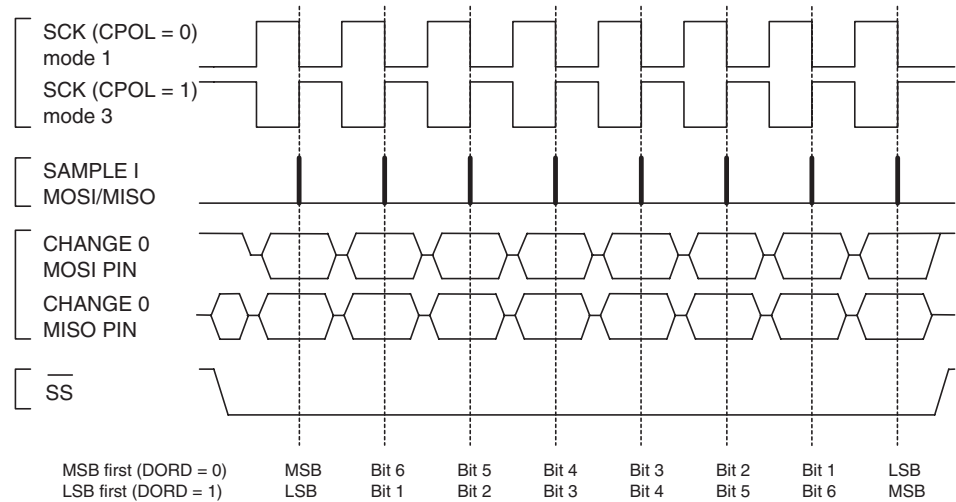 SCK (CPOL = 0)
mode 1
SCK (CPOL = 1)
mode 3
SAMPLE I
MOSI/MISO
CHANGE 0
MOSI PIN
CHANGE 0
MISO PIN
SS
MSB first (DORD = 0) MSB Bit 6 Bit 5 Bit 4 Bit 3 Bit 2 Bit 1 LSB
LSB first (DORD = 1) LSB Bit 1 Bit 2 Bit 3 Bit 4 Bit 5 Bit 6 MSB